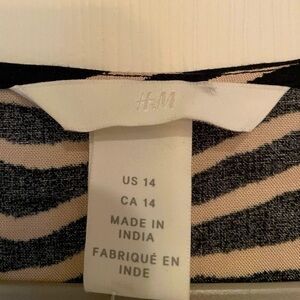 H&M
US 14
CA 14
MADE IN
INDIA
FABRIQUÉ EN
INDE